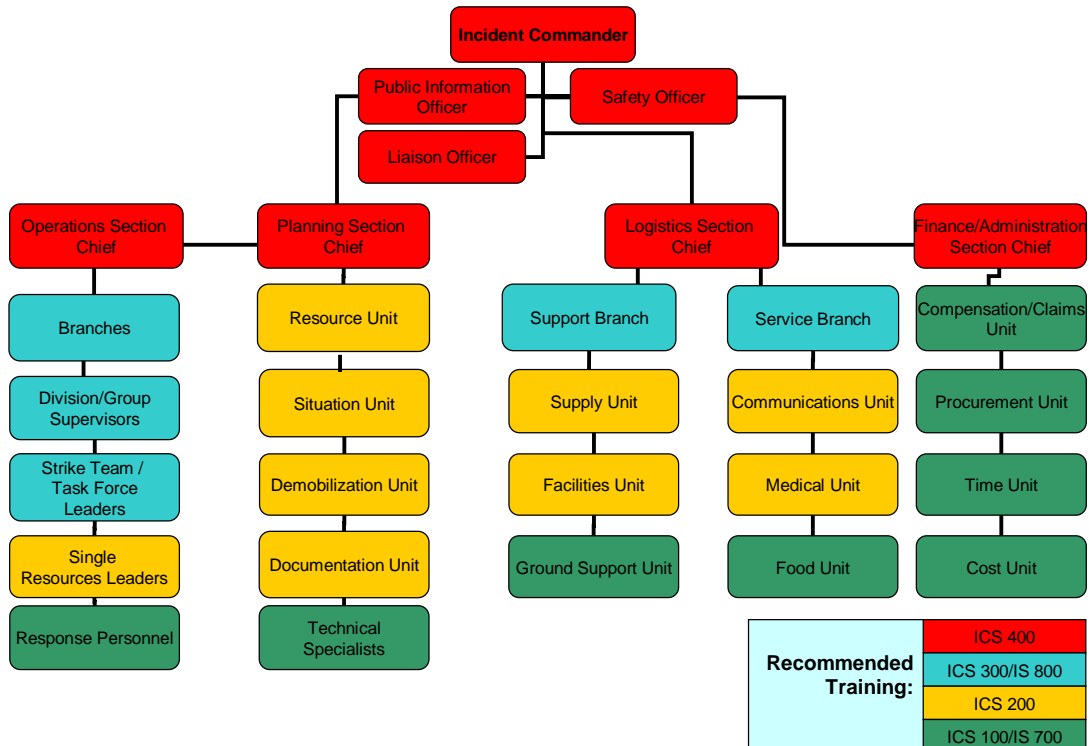 Incident Commander
Public Information
Officer
Safety Officer
Liaison Officer
Operations Section
Chief
Planning Section
Chief
Logistics Section
Chief
Finance/Administration
Section Chief
Branches
Resource Unit
Support Branch
Service Branch
Compensation/Claims
Unit
Division/Group
Supervisors
Situation Unit
Supply Unit
Communications Unit
Procurement Unit
Strike Team /
Task Force
Leaders
Demobilization Unit
Facilities Unit
Medical Unit
Time Unit
Single
Resources Leaders
Documentation Unit
Ground Support Unit
Food Unit
Cost Unit
Response Personnel
Technical
Specialists
Recommended
Training:
ICS 400
ICS 300/IS 800
ICS 200
ICS 100/IS 700